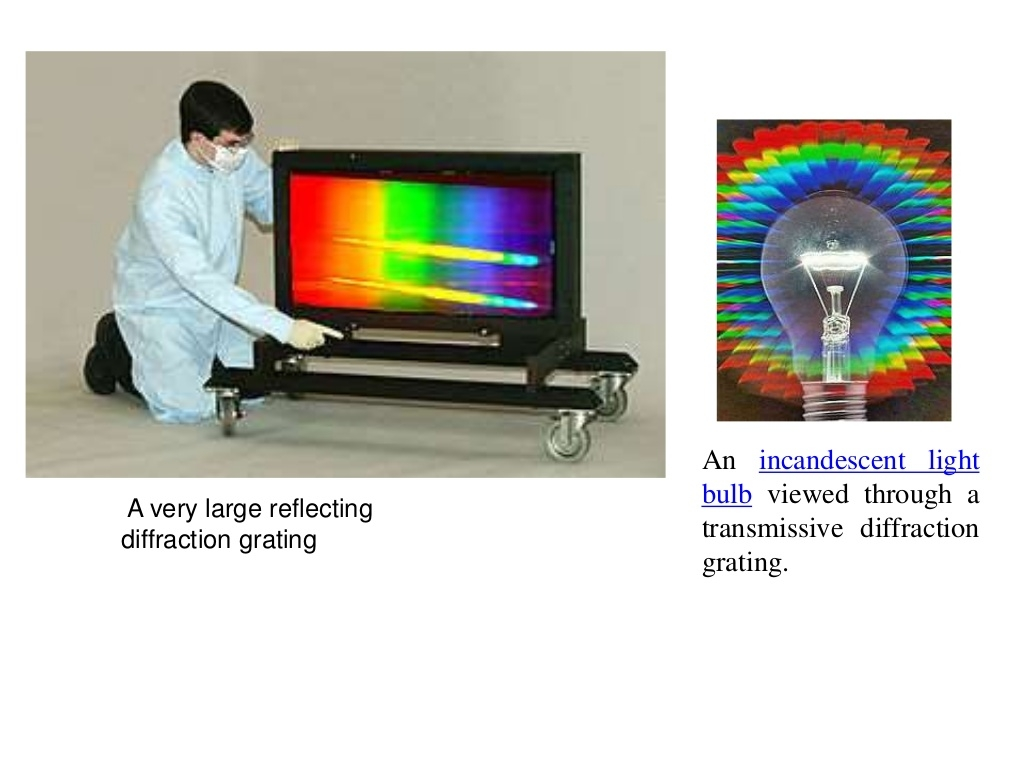 A very large reflecting
diffraction grating
An incandescent light
bulb viewed through a
transmissive diffraction
grating.